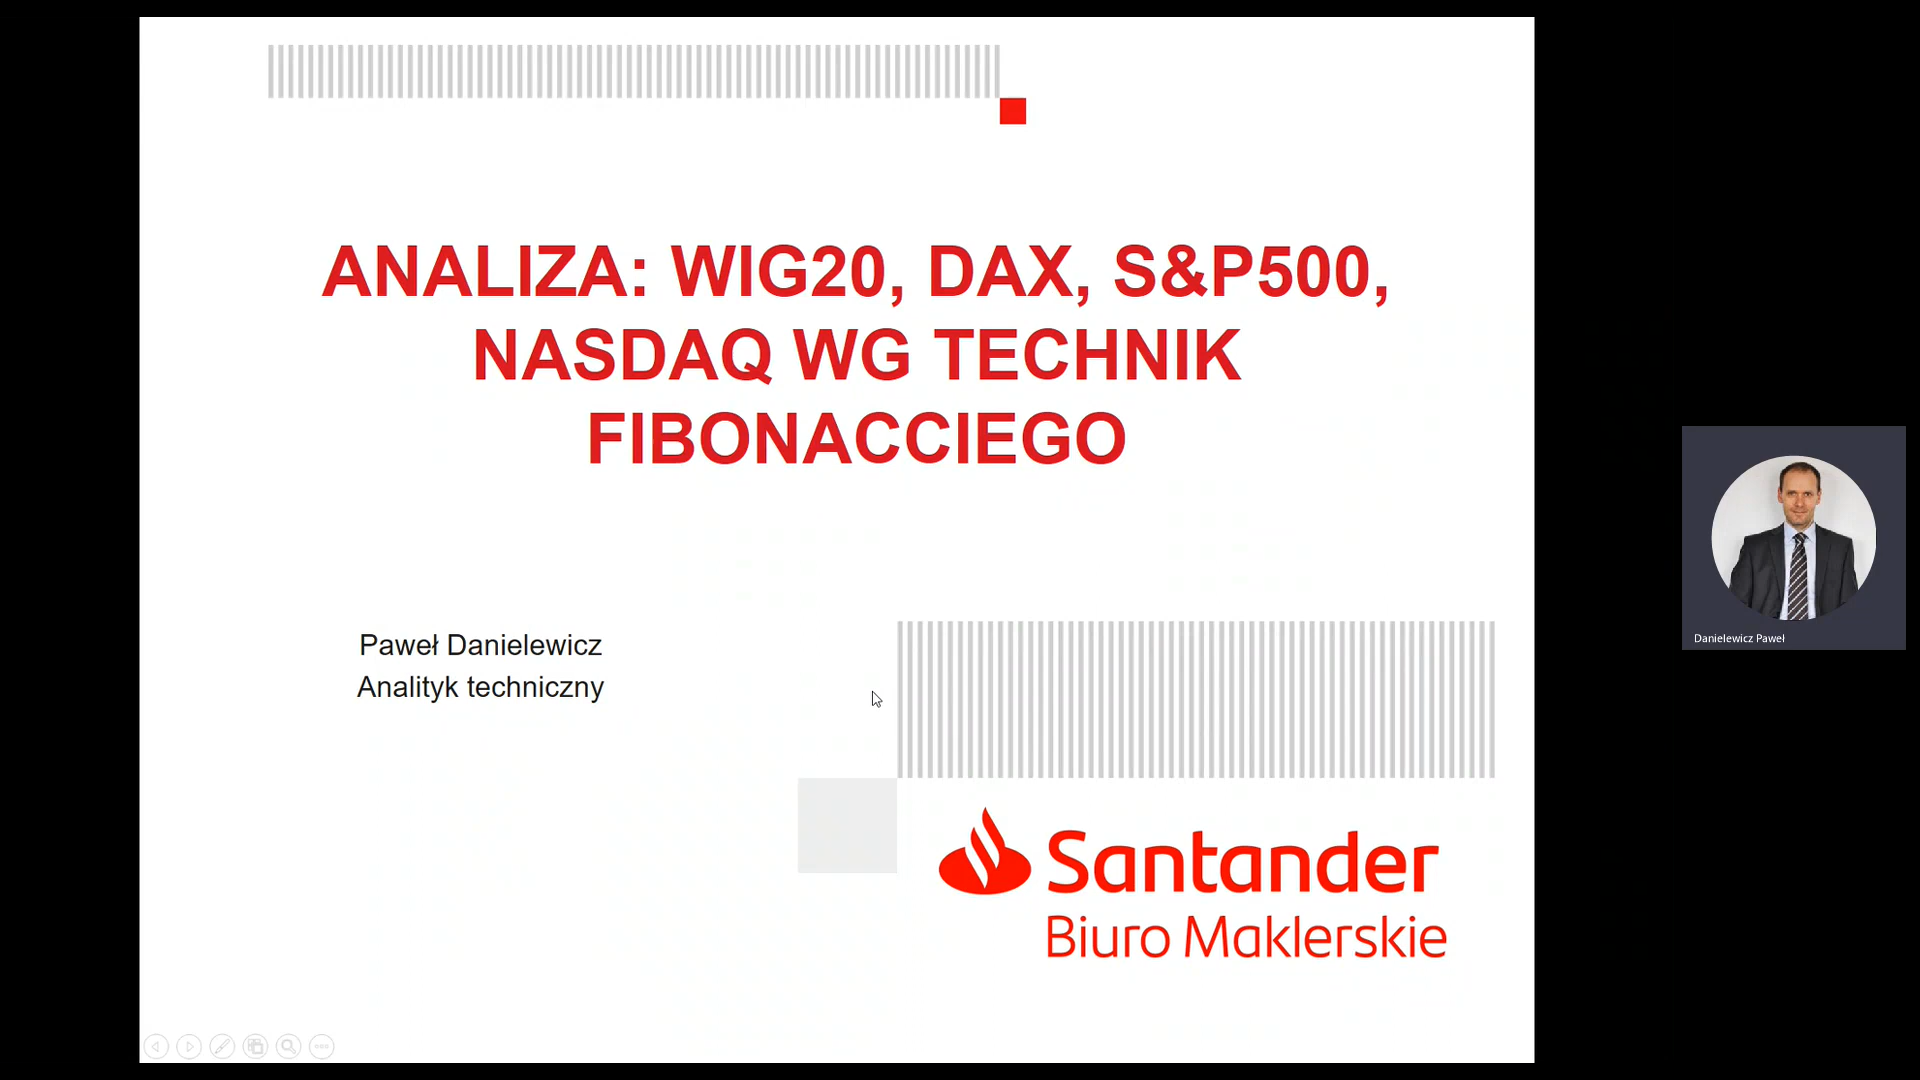 ANALIZA: WIG20, DAX, S&P500,
NASDAQ WG TECHNIK
FIBONACCIEGO
Paweł Danielewicz
Analityk techniczny
Santander
Biuro Maklerskie
Danielewicz Paweł